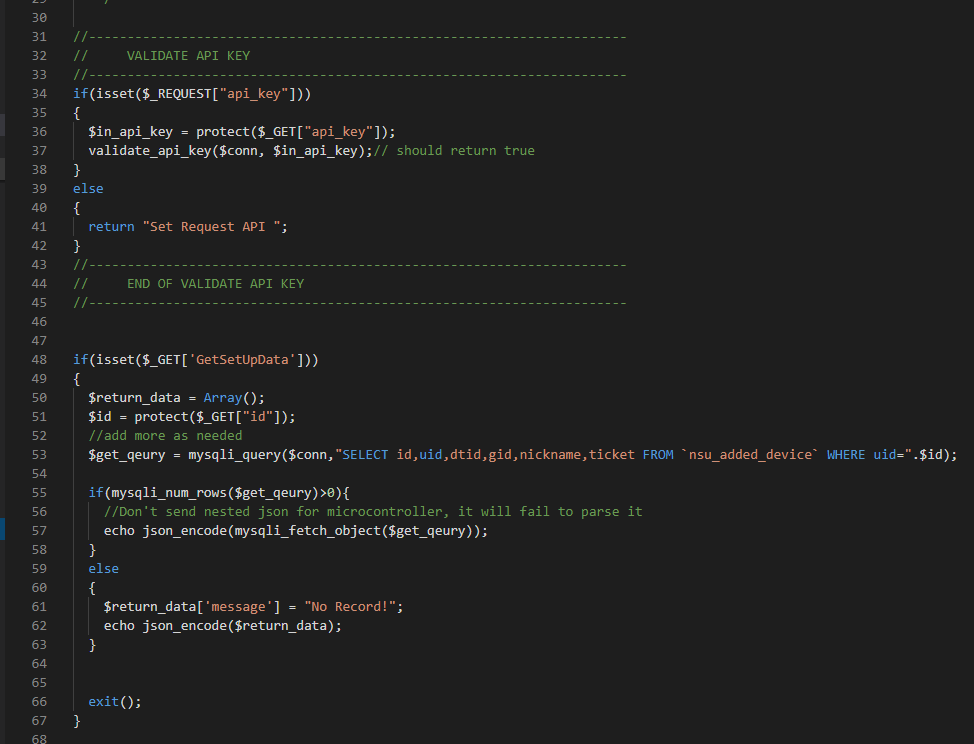 30
31 //----------------------------------------------------------------------
32 //     VALIDATE API KEY
33 //----------------------------------------------------------------------
34 if(isset($_REQUEST["api_key"]))
35 {
36   $in_api_key = protect($_GET["api_key"]);
37   validate_api_key($conn, $in_api_key);// should return true
38 }
39 else
40 {
41   return "Set Request API ";
42 }
43 //----------------------------------------------------------------------
44 //     END OF VALIDATE API KEY
45 //----------------------------------------------------------------------
46
47
48 if(isset($_GET['GetSetUpData']))
49 {
50   $return_data = Array();
51   $id = protect($_GET["id"]);
52   //add more as needed
53   $get_qeury = mysqli_query($conn,"SELECT id,uid,dtid,gid,nickname,ticket FROM `nsu_added_device` WHERE uid=".$id);
54
55   if(mysqli_num_rows($get_qeury)>0){
56     //Don't send nested json for microcontroller, it will fail to parse it
57     echo json_encode(mysqli_fetch_object($get_qeury));
58   }
59   else
60   {
61     $return_data['message'] = "No Record!";
62     echo json_encode($return_data);
63   }
64
65
66   exit();
67 }
68